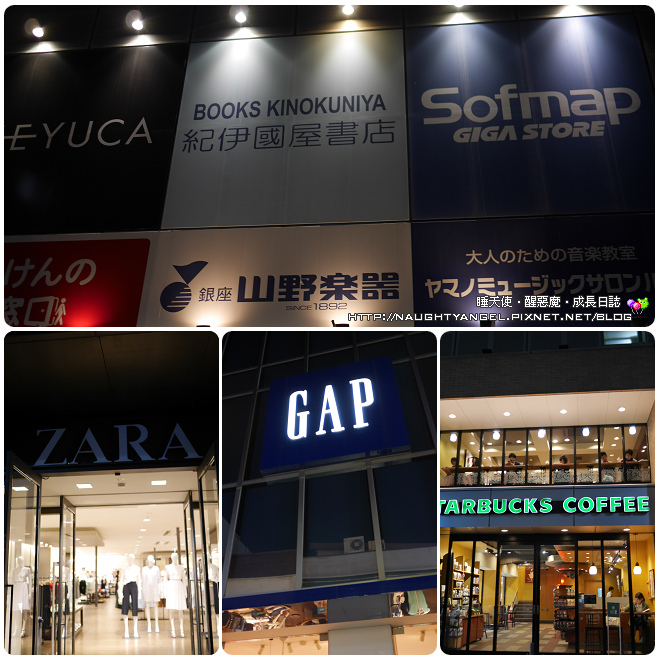 EYUCA
BOOKS KINOKUNIYA
紀伊國屋書店
Sofmap
GIGA STORE
けんの
窓口
銀座 山野楽器
SINCE 1892
大人のための音楽教室
ヤマノミュージックサロン
睡天使‧醒惡魔‧成長日誌
HTTP://NAUGHTYANGEL.PIXNET.NET/BLOG
ZARA
GAP
STARBUCKS COFFEE